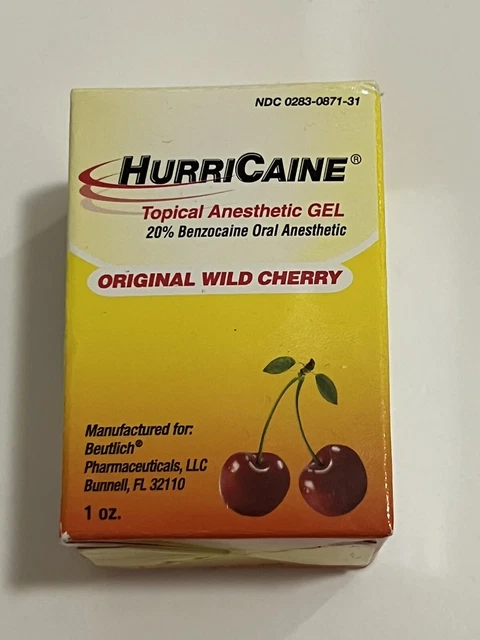 NDC 0283-0871-31
HURRICAINE®
Topical Anesthetic GEL
20% Benzocaine Oral Anesthetic
ORIGINAL WILD CHERRY
Manufactured for:
Beutlich®
Pharmaceuticals, LLC
Bunnell, FL 32110
1 oz.